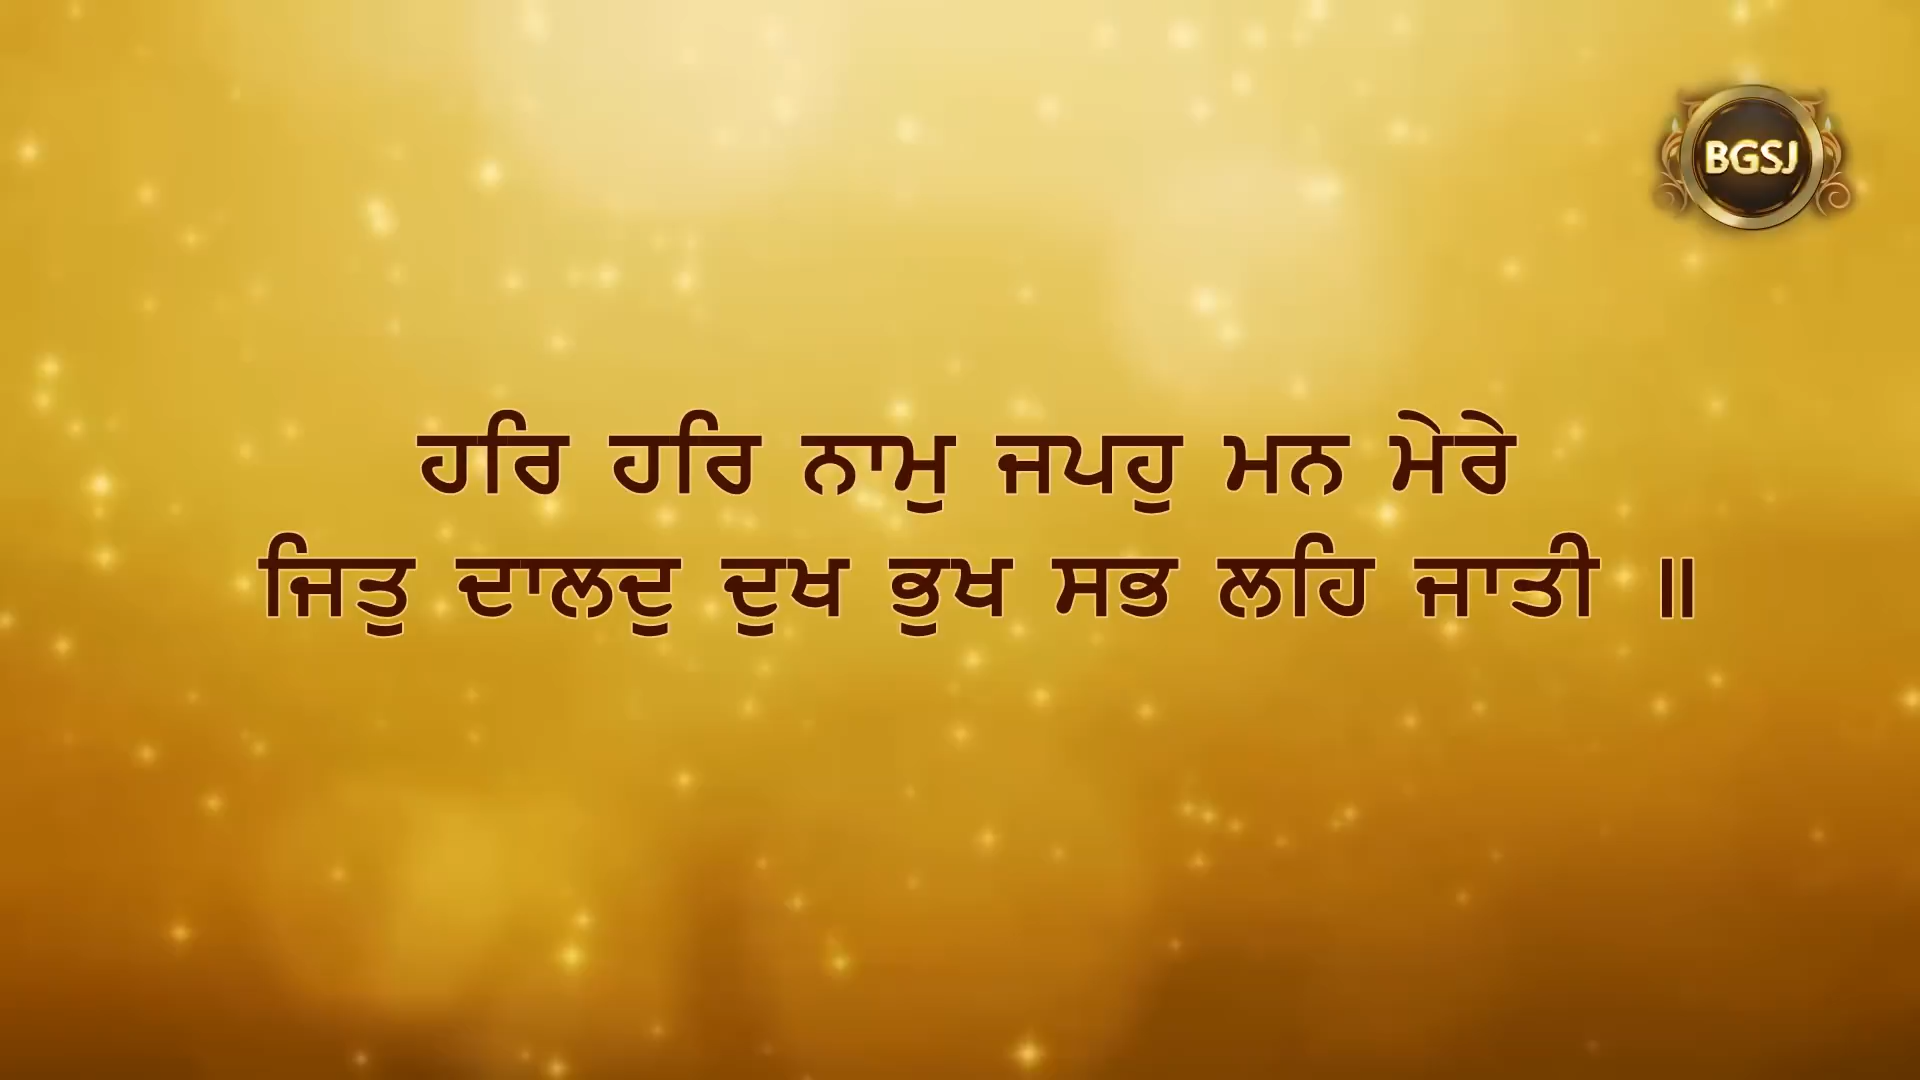 BGSJ
ਹਰਿ ਹਰਿ ਨਾਮੁ ਜਪਹੁ ਮਨ ਮੇਰੇ
ਜਿਤੁ ਦਾਲਦੁ ਦੁਖ ਭੁਖ ਸਭ ਲਹਿ ਜਾਤੀ ॥